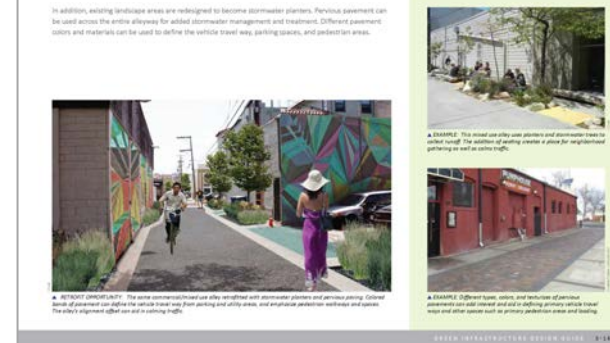 In addition, existing landscape areas are redesigned to become stormwater planters. Pervious pavement can
be used across the entire alleyway for added stormwater management and treatment. Different pavement
colors and materials can be used to define the vehicle travel way, parking spaces, and pedestrian areas.
▲ EXAMPLE: This mixed use alley uses planters and stormwater trees to
collect runoff. The addition of seating creates a place for neighborhood
gathering as well as calms traffic.
▲ RETROFIT OPPORTUNITY: The same commercial/mixed use alley retrofitted with stormwater planters and pervious paving. Colored
bands of pavement can define the vehicle travel way from parking and utility areas, and emphasize pedestrian walkways and spaces.
The alley's alignment offset can aid in calming traffic.
▲ EXAMPLE: Different types, colors, and textures of pervious
pavements can add interest and aid in defining primary vehicle travel
ways and other spaces such as primary pedestrian areas and loading.
GREEN INFRASTRUCTURE DESIGN GUIDE